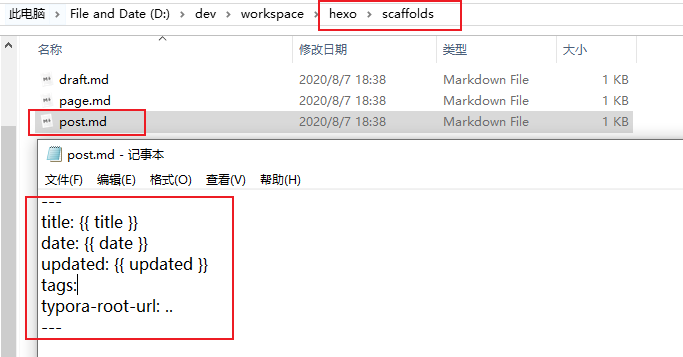 此电脑 › File and Date (D:) › dev › workspace › hexo › scaffolds
名称 修改日期 类型 大小
draft.md 2020/8/7 18:38 Markdown File 1 KB
page.md 2020/8/7 18:38 Markdown File 1 KB
post.md 2020/8/7 18:38 Markdown File 1 KB
post.md - 记事本
文件(F) 编辑(E) 格式(O) 查看(V) 帮助(H)
---
title: {{ title }}
date: {{ date }}
updated: {{ updated }}
tags:
typora-root-url: ..
---